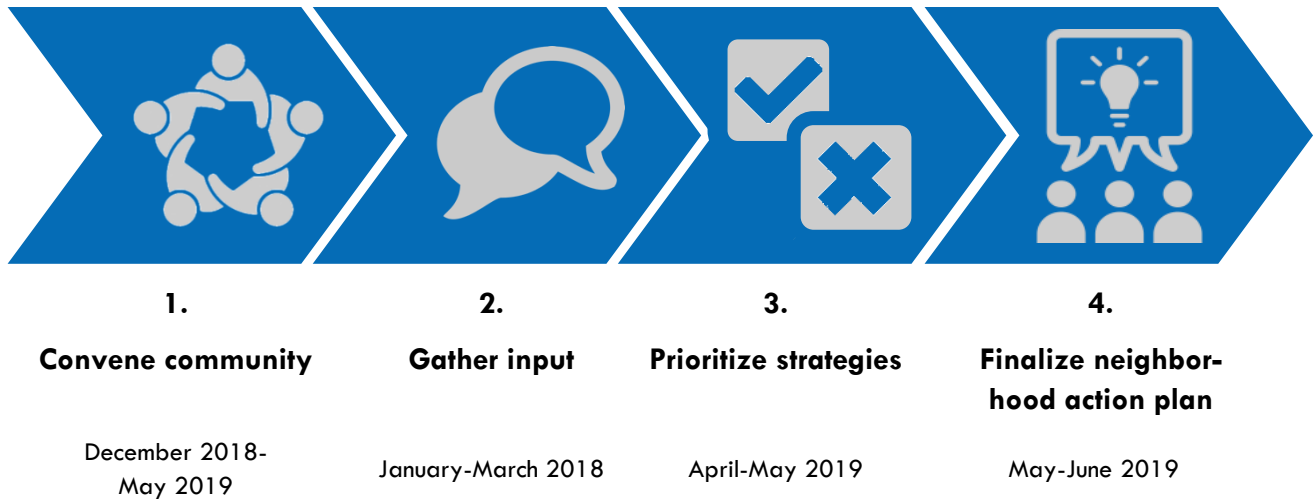 1.
Convene community
December 2018-
May 2019
2.
Gather input
January-March 2018
3.
Prioritize strategies
April-May 2019
4.
Finalize neighbor-
hood action plan
May-June 2019